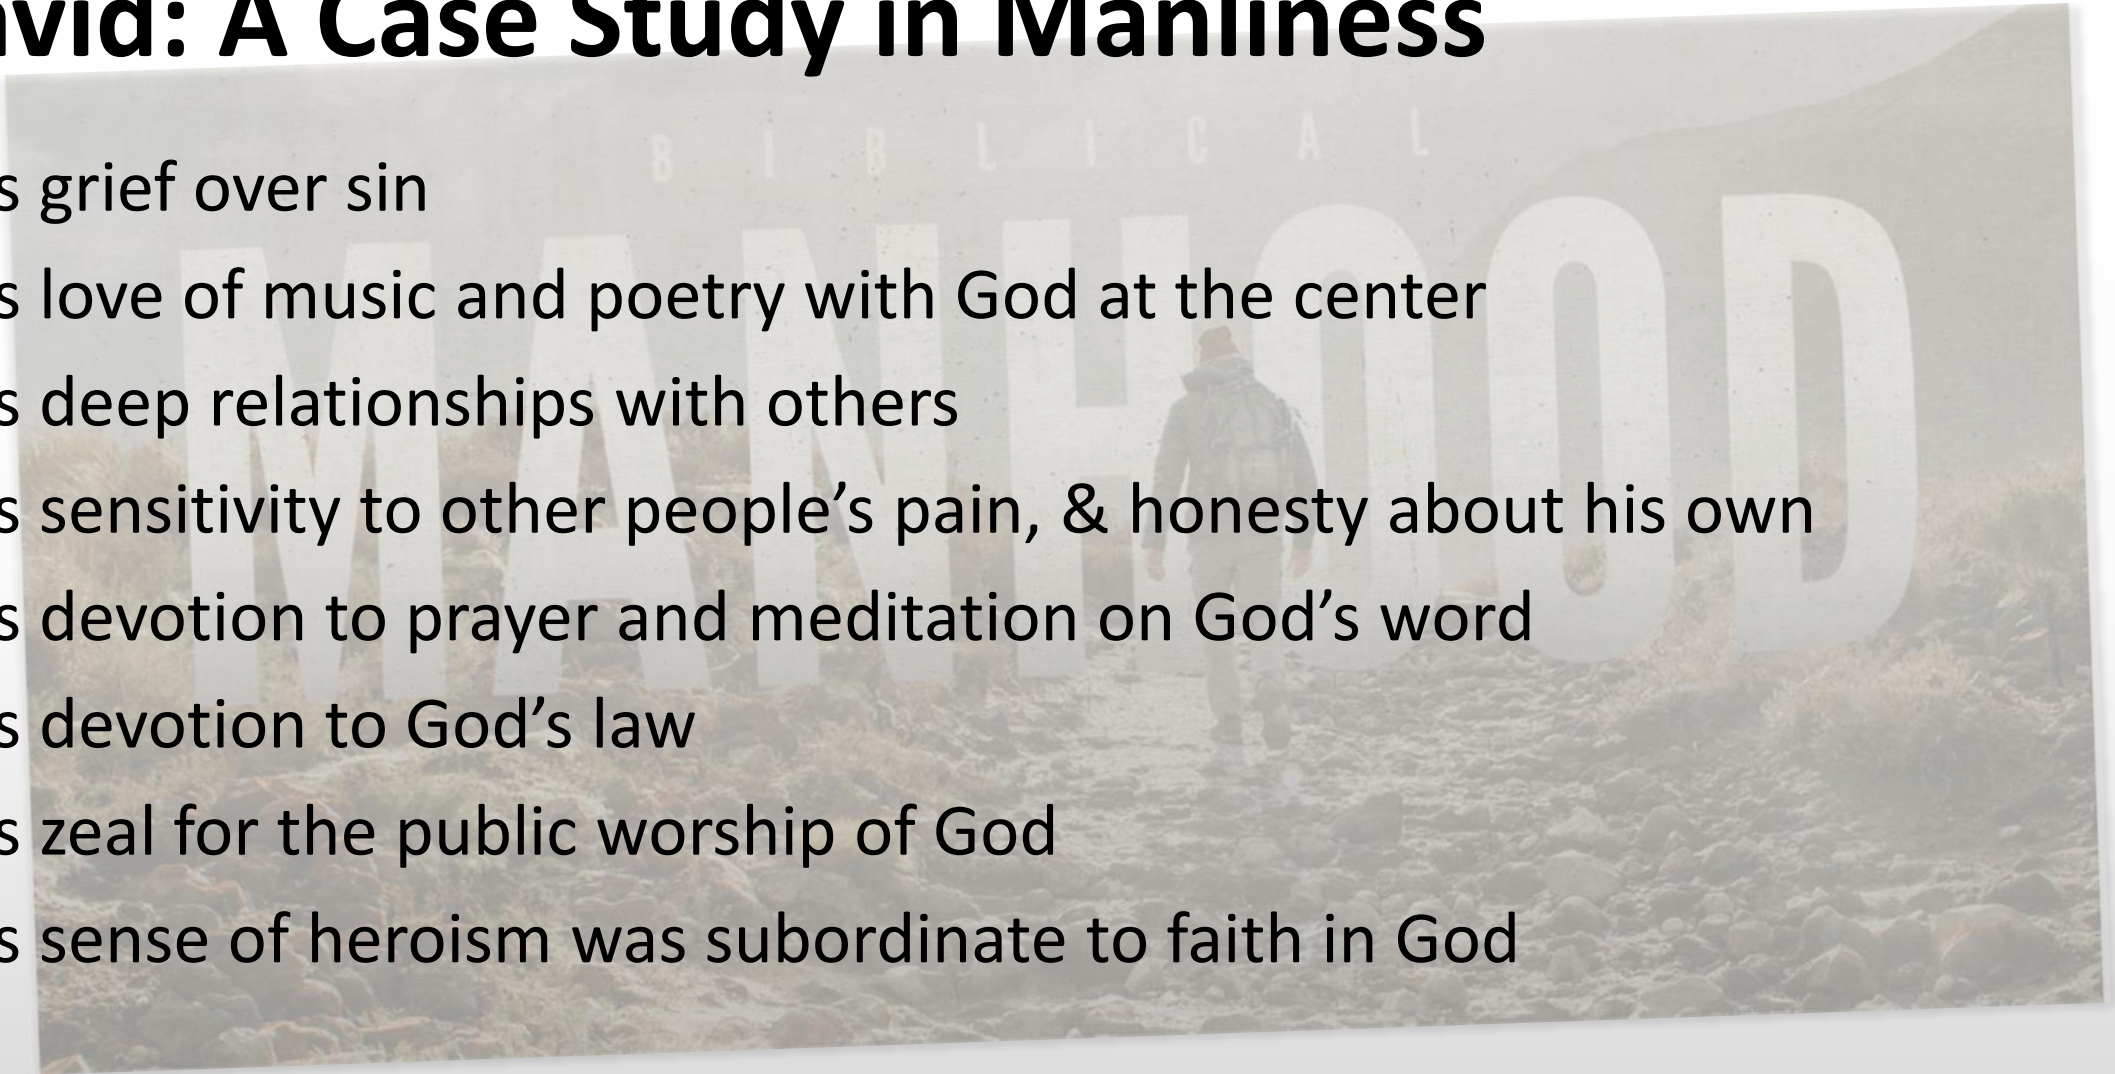 avid: A Case Study in Manliness
BIBLICAL
MANHOOD
s grief over sin
s love of music and poetry with God at the center
s deep relationships with others
s sensitivity to other people’s pain, & honesty about his own
s devotion to prayer and meditation on God’s word
s devotion to God’s law
s zeal for the public worship of God
s sense of heroism was subordinate to faith in God